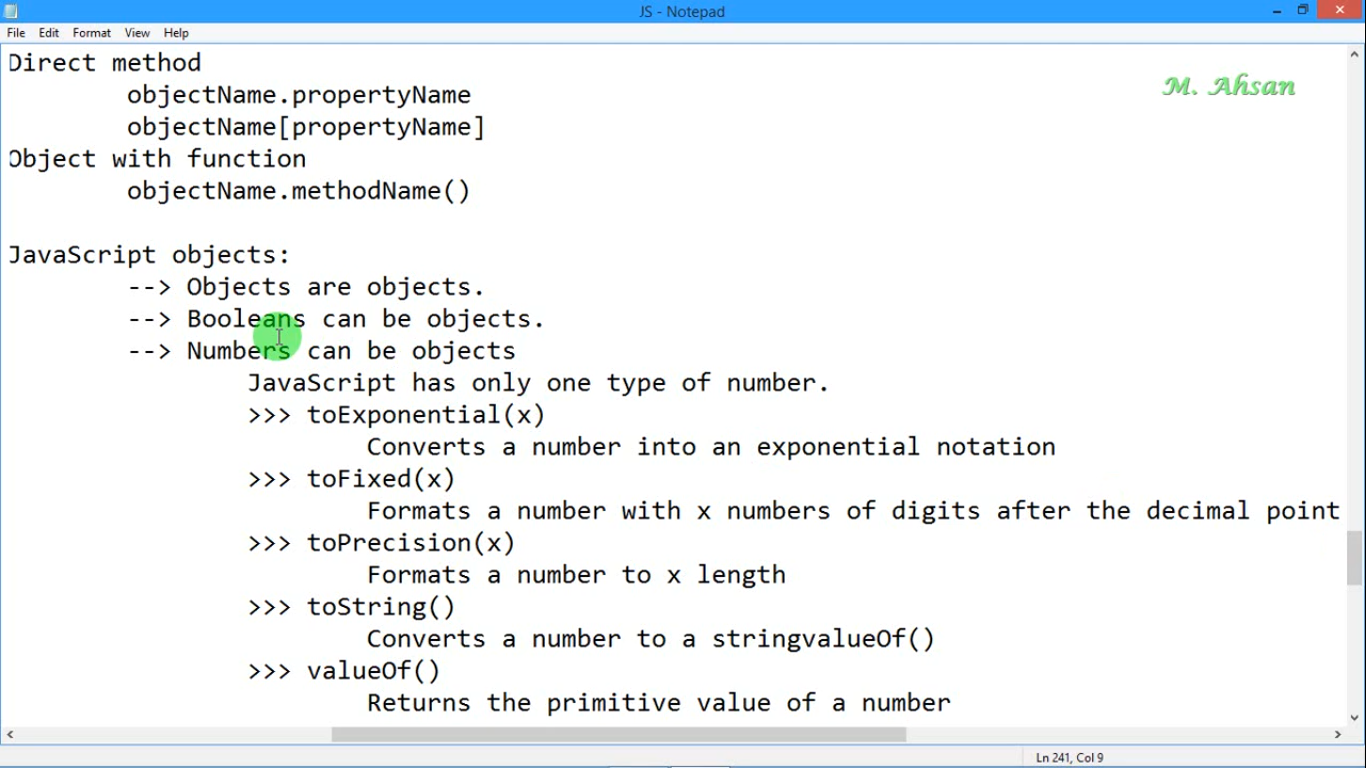 JS - Notepad
File Edit Format View Help
Direct method
M. Ahsan
objectName.propertyName
objectName[propertyName]
Object with function
objectName.methodName()
JavaScript objects:
--> Objects are objects.
--> Booleans can be objects.
--> Numbers can be objects
JavaScript has only one type of number.
>>> toExponential(x)
Converts a number into an exponential notation
>>> toFixed(x)
Formats a number with x numbers of digits after the decimal point
>>> toPrecision(x)
Formats a number to x length
>>> toString()
Converts a number to a stringvalueOf()
>>> valueOf()
Returns the primitive value of a number
Ln 241, Col 9